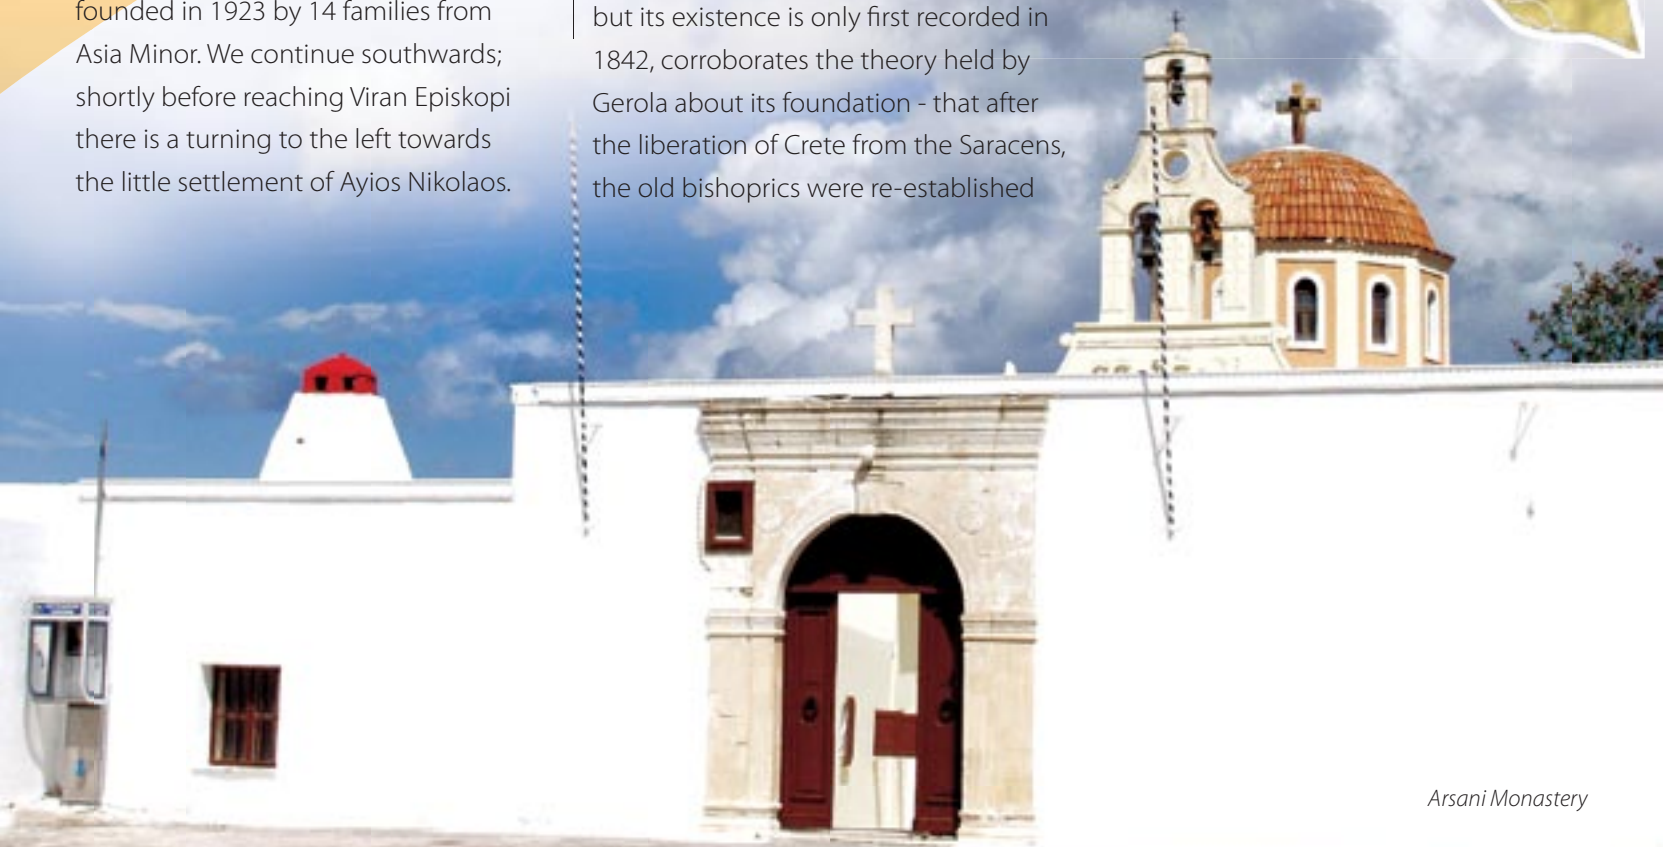 founded in 1923 by 14 families from
Asia Minor. We continue southwards;
shortly before reaching Viran Episkopi
there is a turning to the left towards
the little settlement of Ayios Nikolaos.
but its existence is only first recorded in
1842, corroborates the theory held by
Gerola about its foundation - that after
the liberation of Crete from the Saracens,
the old bishoprics were re-established
Arsani Monastery